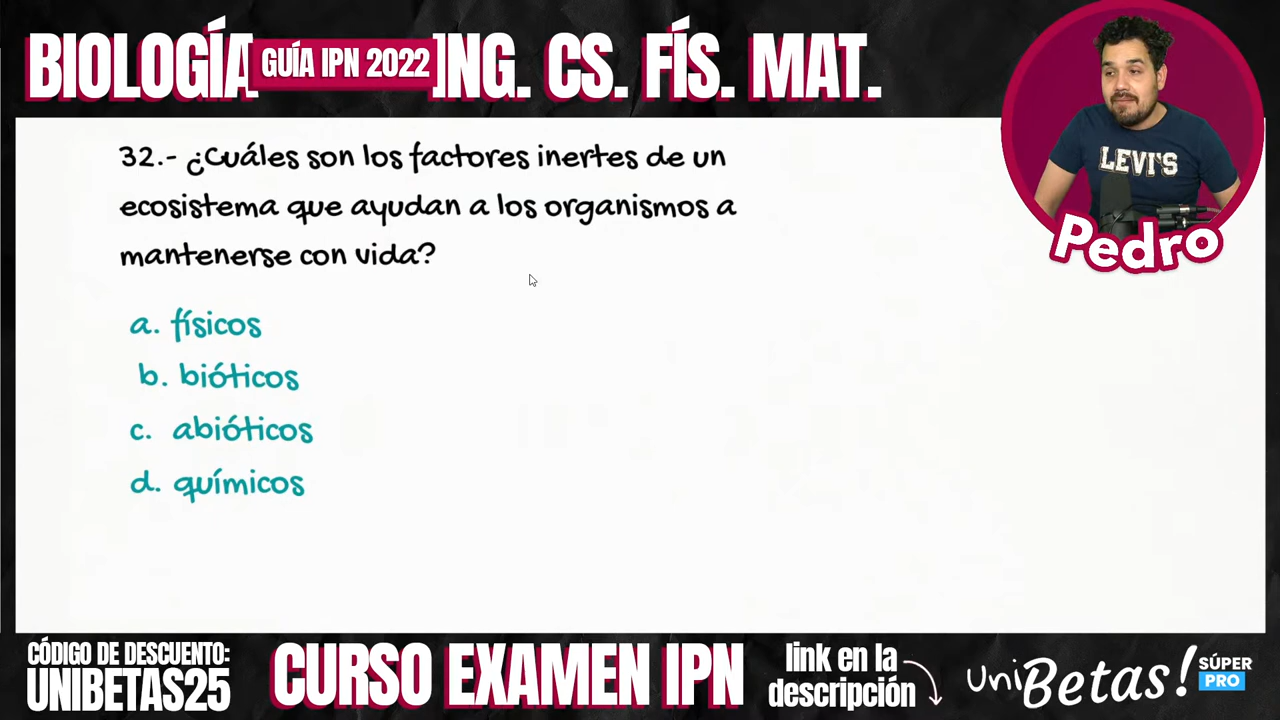 BIOLOGÍA GUÍA IPN 2022 ING. CS. FÍS. MAT.
LEVI'S
Pedro
32.- ¿Cuáles son los factores inertes de un
ecosistema que ayudan a los organismos a
mantenerse con vida?
a. físicos
b. bióticos
c. abióticos
d. químicos
CÓDIGO DE DESCUENTO:
UNIBETAS25
CURSO EXAMEN IPN
link en la
descripción
UniBetas!
SÚPER
PRO